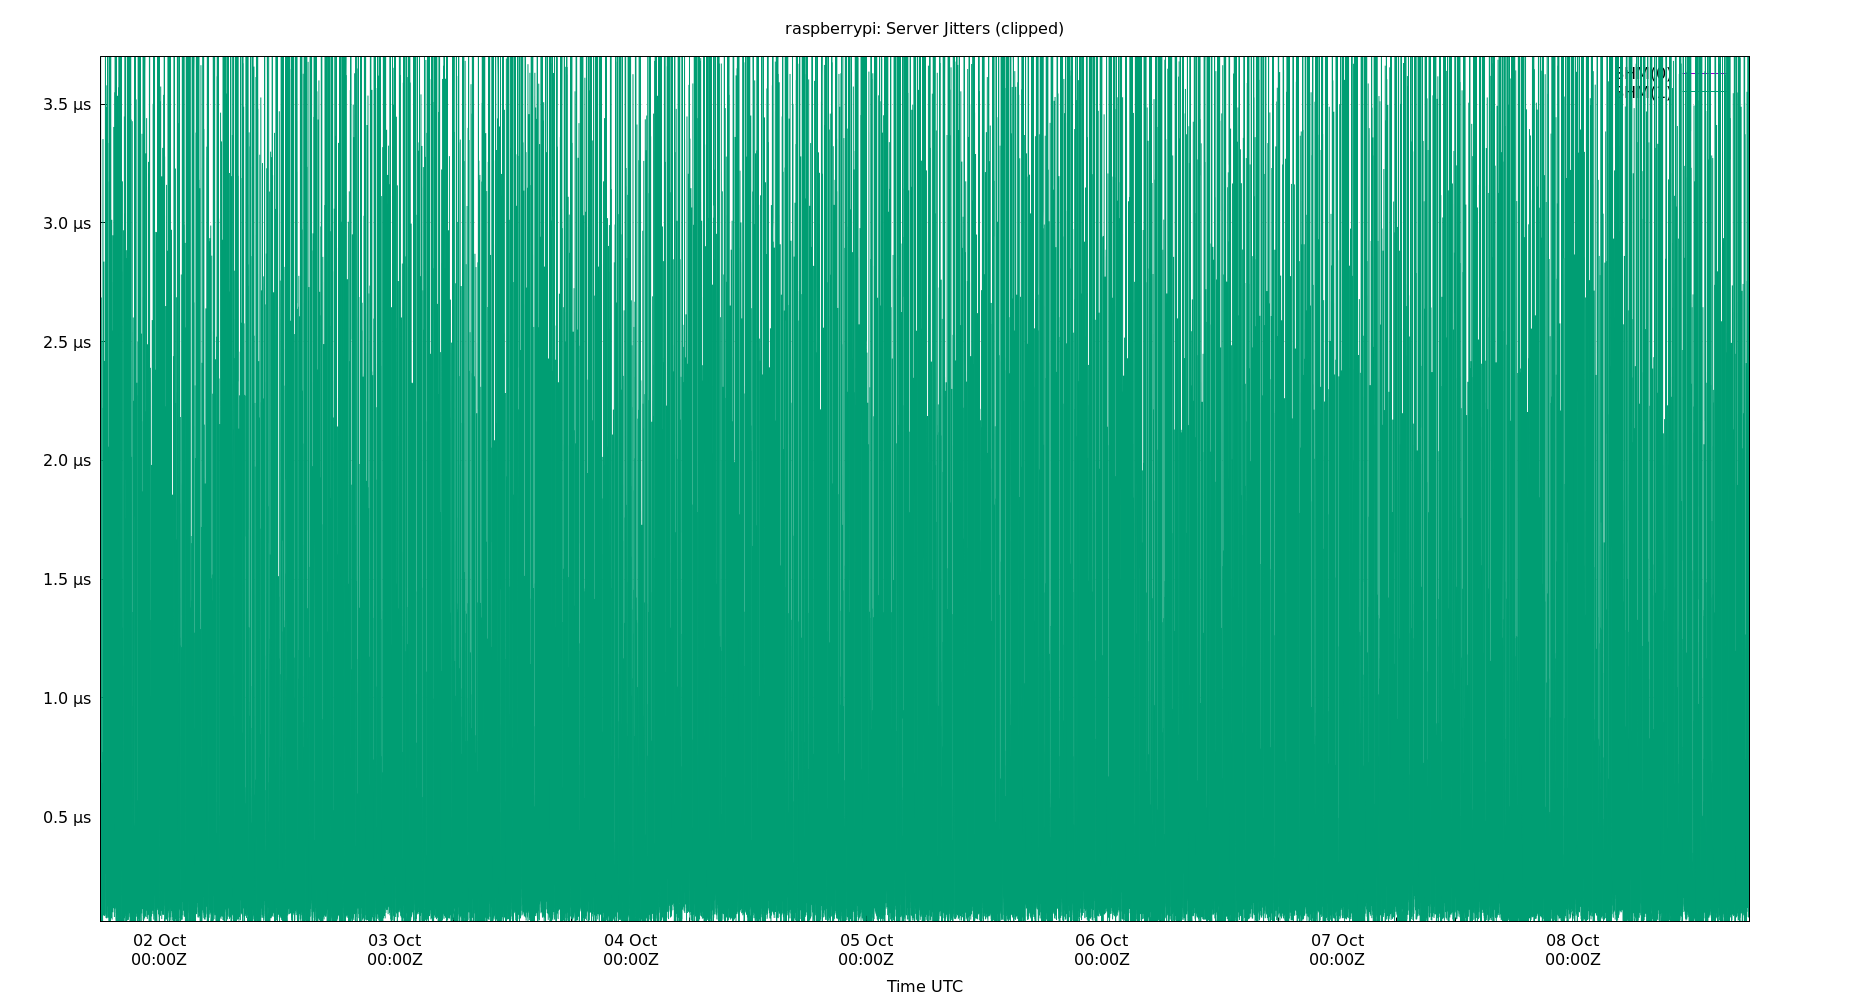 raspberrypi: Server Jitters (clipped)
3.5 µs
3.0 µs
2.5 µs
2.0 µs
1.5 µs
1.0 µs
0.5 µs
02 Oct 03 Oct 04 Oct 05 Oct 06 Oct 07 Oct 08 Oct
00:00Z 00:00Z 00:00Z 00:00Z 00:00Z 00:00Z 00:00Z
Time UTC